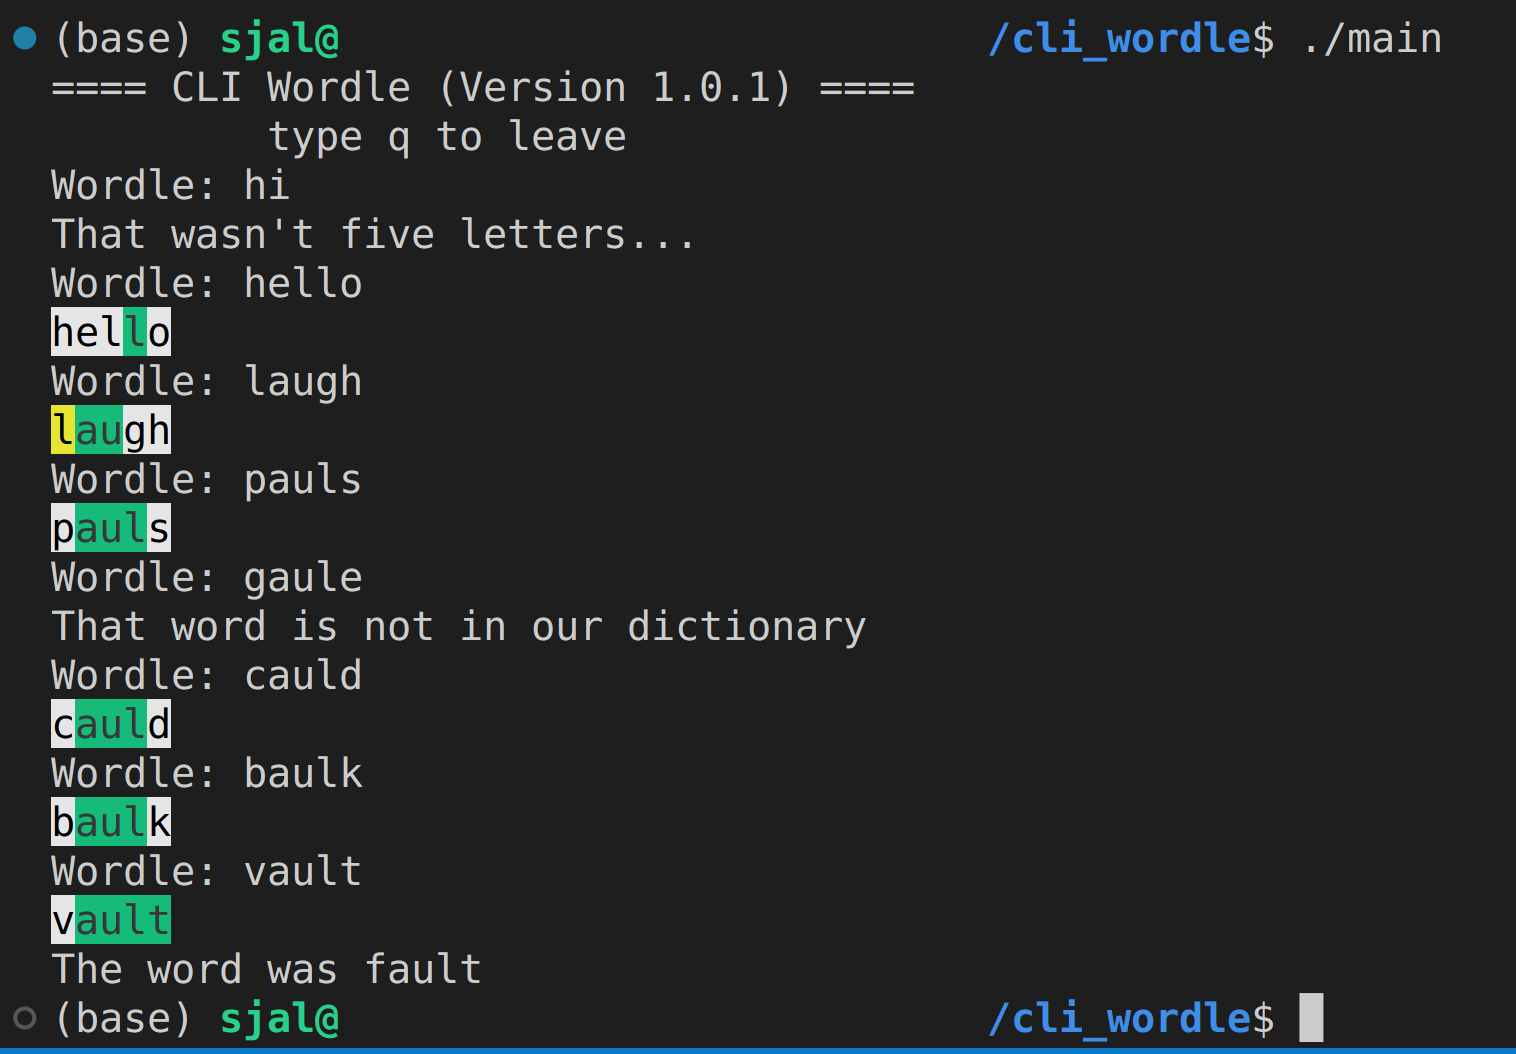 (base) sjal@ /cli_wordle$ ./main
==== CLI Wordle (Version 1.0.1) ====
type q to leave
Wordle: hi
That wasn't five letters...
Wordle: hello
hello
Wordle: laugh
laugh
Wordle: pauls
pauls
Wordle: gaule
That word is not in our dictionary
Wordle: cauld
cauld
Wordle: baulk
baulk
Wordle: vault
vault
The word was fault
(base) sjal@ /cli_wordle$